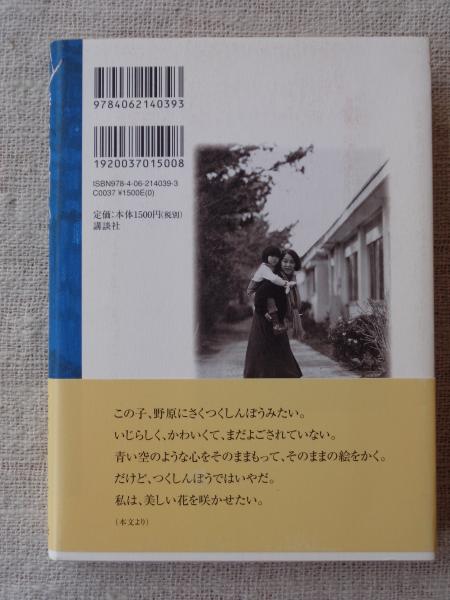 9784062140393
1920037015008
ISBN978-4-06-214039-3
C0037 ¥1500E(0)
定価:本体1500円(税別)
講談社
この子、野原にさくつくしんぼうみたい。
いじらしく、かわいくて、まだよごされていない。
青い空のような心をそのままもって、そのままの絵をかく。
だけど、つくしんぼうではいやだ。
私は、美しい花を咲かせたい。
(本文より)